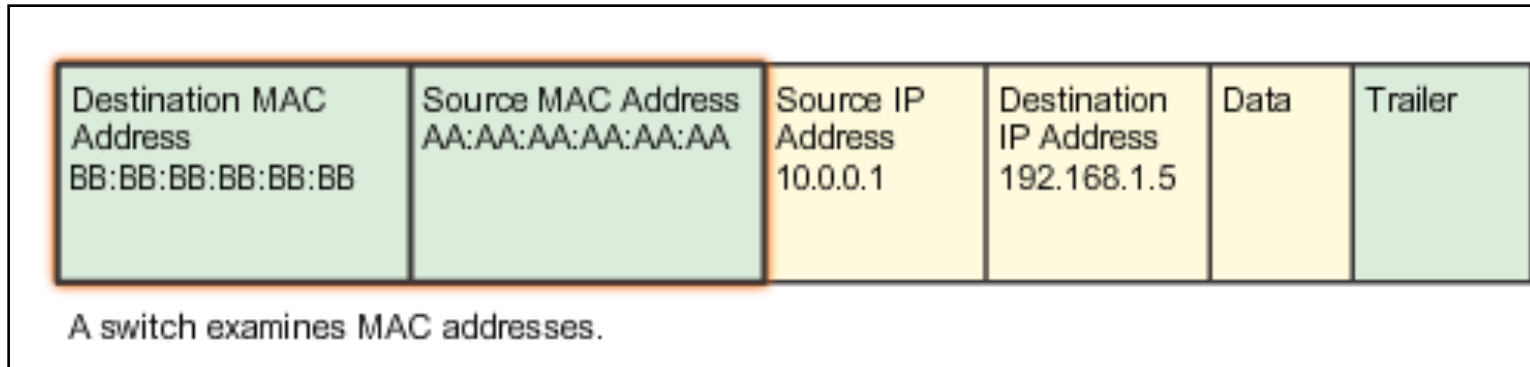 Destination MAC
Address
BB:BB:BB:BB:BB:BB
Source MAC Address
AA:AA:AA:AA:AA:AA
Source IP
Address
10.0.0.1
Destination
IP Address
192.168.1.5
Data
Trailer
A switch examines MAC addresses.